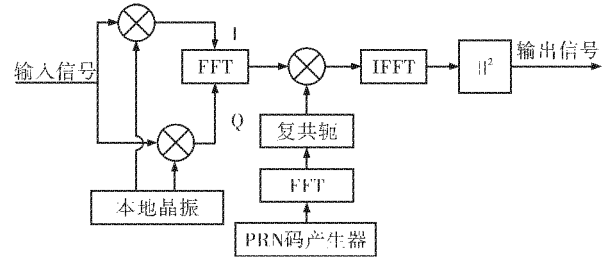 I
输入信号
FFT
IFFT
||²
输出信号
Q
复共轭
FFT
本地晶振
PRN码产生器